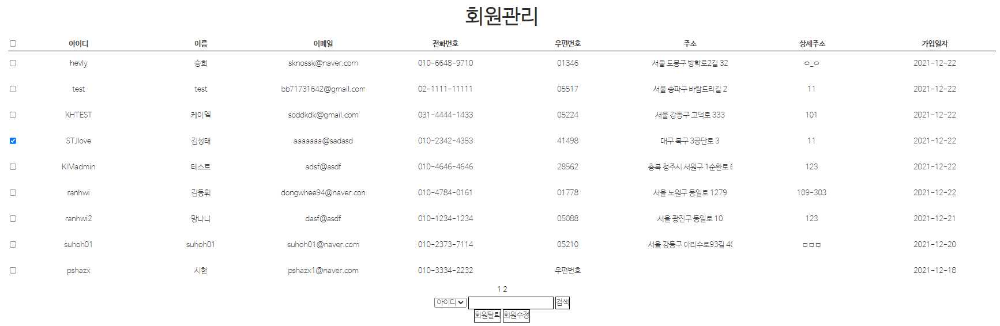 회원관리
아이디 이름 이메일 전화번호 우편번호 주소 상세주소 가입일자
hevly 승희 sknossk@naver.com 010-6648-9710 01346 서울 도봉구 방학로2길 32 ㅇ_ㅇ 2021-12-22
test test bb71731642@gmail.com 02-1111-11111 05517 서울 송파구 바람드리길 2 11 2021-12-22
KHTEST 케이엘 soddkdk@gmail.com 031-4444-1433 05224 서울 강동구 고덕로 333 101 2021-12-22
STJlove 김성태 aaaaaaa@sadasd 010-2342-4353 41498 대구 북구 3공단로 3 11 2021-12-22
KIMadmin 테스트 adsf@asdf 010-4646-4646 28562 충북 청주시 서원구 1순환로 6 123 2021-12-22
ranhwi 김동휘 dongwhee94@naver.con 010-4784-0161 01778 서울 노원구 동일로 1279 109-303 2021-12-22
ranhwi2 망나니 dasf@asdf 010-1234-1234 05088 서울 광진구 동일로 10 123 2021-12-21
suhoh01 suhoh01 suhoh01@naver.com 010-2373-7114 05210 서울 강동구 아리수로93길 40 ㅁㅁㅁ 2021-12-20
pshazx 시현 pshazx1@naver.com 010-3334-2232 우편번호 2021-12-18
1 2
아이디 검색
회원탈퇴 회원수정